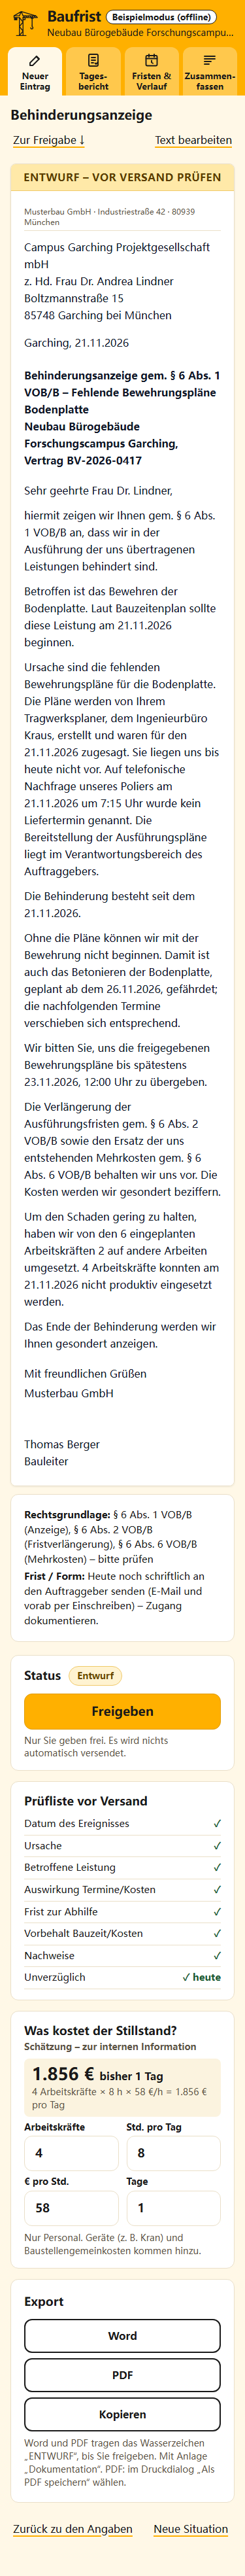 Baufrist Beispielmodus (offline)
Neubau Bürogebäude Forschungscampu...
Neuer
Eintrag
Tages-
bericht
Fristen &
Verlauf
Zusammen-
fassen
Behinderungsanzeige
Zur Freigabe ↓
Text bearbeiten
ENTWURF – VOR VERSAND PRÜFEN
Musterbau GmbH · Industriestraße 42 · 80939
München
Campus Garching Projektgesellschaft
mbH
z. Hd. Frau Dr. Andrea Lindner
Boltzmannstraße 15
85748 Garching bei München
Garching, 21.11.2026
Behinderungsanzeige gem. § 6 Abs. 1
VOB/B – Fehlende Bewehrungspläne
Bodenplatte
Neubau Bürogebäude
Forschungscampus Garching,
Vertrag BV-2026-0417
Sehr geehrte Frau Dr. Lindner,
hiermit zeigen wir Ihnen gem. § 6 Abs.
1 VOB/B an, dass wir in der
Ausführung der uns übertragenen
Leistungen behindert sind.
Betroffen ist das Bewehren der
Bodenplatte. Laut Bauzeitenplan sollte
diese Leistung am 21.11.2026
beginnen.
Ursache sind die fehlenden
Bewehrungspläne für die Bodenplatte.
Die Pläne werden von Ihrem
Tragwerksplaner, dem Ingenieurbüro
Kraus, erstellt und waren für den
21.11.2026 zugesagt. Sie liegen uns bis
heute nicht vor. Auf telefonische
Nachfrage unseres Poliers am
21.11.2026 um 7:15 Uhr wurde kein
Liefertermin genannt. Die
Bereitstellung der Ausführungspläne
liegt im Verantwortungsbereich des
Auftraggebers.
Die Behinderung besteht seit dem
21.11.2026.
Ohne die Pläne können wir mit der
Bewehrung nicht beginnen. Damit ist
auch das Betonieren der Bodenplatte,
geplant ab dem 26.11.2026, gefährdet;
die nachfolgenden Termine
verschieben sich entsprechend.
Wir bitten Sie, uns die freigegebenen
Bewehrungspläne bis spätestens
23.11.2026, 12:00 Uhr zu übergeben.
Die Verlängerung der
Ausführungsfristen gem. § 6 Abs. 2
VOB/B sowie den Ersatz der uns
entstehenden Mehrkosten gem. § 6
Abs. 6 VOB/B behalten wir uns vor. Die
Kosten werden wir gesondert beziffern.
Um den Schaden gering zu halten,
haben wir von den 6 eingeplanten
Arbeitskräften 2 auf andere Arbeiten
umgesetzt. 4 Arbeitskräfte konnten am
21.11.2026 nicht produktiv eingesetzt
werden.
Das Ende der Behinderung werden wir
Ihnen gesondert anzeigen.
Mit freundlichen Grüßen
Musterbau GmbH
Thomas Berger
Bauleiter
Rechtsgrundlage: § 6 Abs. 1 VOB/B
(Anzeige), § 6 Abs. 2 VOB/B
(Fristverlängerung), § 6 Abs. 6 VOB/B
(Mehrkosten) – bitte prüfen
Frist / Form: Heute noch schriftlich an
den Auftraggeber senden (E-Mail und
vorab per Einschreiben) – Zugang
dokumentieren.
Status Entwurf
Freigeben
Nur Sie geben frei. Es wird nichts
automatisch versendet.
Prüfliste vor Versand
Datum des Ereignisses ✓
Ursache ✓
Betroffene Leistung ✓
Auswirkung Termine/Kosten ✓
Frist zur Abhilfe ✓
Vorbehalt Bauzeit/Kosten ✓
Nachweise ✓
Unverzüglich ✓ heute
Was kostet der Stillstand?
Schätzung – zur internen Information
1.856 € bisher 1 Tag
4 Arbeitskräfte × 8 h × 58 €/h = 1.856 €
pro Tag
Arbeitskräfte Std. pro Tag
4 8
€ pro Std. Tage
58 1
Nur Personal. Geräte (z. B. Kran) und
Baustellengemeinkosten kommen hinzu.
Export
Word
PDF
Kopieren
Word und PDF tragen das Wasserzeichen
„ENTWURF“, bis Sie freigeben. Mit Anlage
„Dokumentation“. PDF: im Druckdialog „Als
PDF speichern“ wählen.
Zurück zu den Angaben
Neue Situation